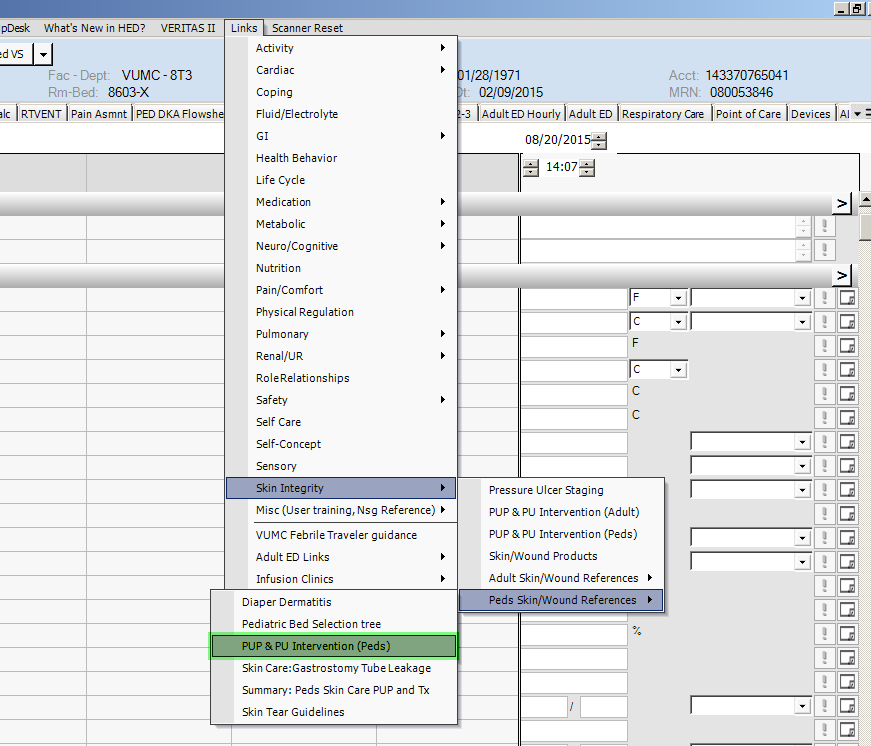 pDesk What's New in HED? VERITAS II Links Scanner Reset
ed VS
Fac - Dept: VUMC - 8T3
01/28/1971
Acct: 143370765041
Rm-Bed: 8603-X
Dt: 02/09/2015
MRN: 080053846
alc RTVENT Pain Asmnt PED DKA Flowshe
2-3 Adult ED Hourly Adult ED Respiratory Care Point of Care Devices Al
08/20/2015
14:07
>
>
F
C
F
C
C
C
%
/
Activity
Cardiac
Coping
Fluid/Electrolyte
GI
Health Behavior
Life Cycle
Medication
Metabolic
Neuro/Cognitive
Nutrition
Pain/Comfort
Physical Regulation
Pulmonary
Renal/UR
RoleRelationships
Safety
Self Care
Self-Concept
Sensory
Skin Integrity
Misc (User training, Nsg Reference)
VUMC Febrile Traveler guidance
Adult ED Links
Infusion Clinics
Pressure Ulcer Staging
PUP & PU Intervention (Adult)
PUP & PU Intervention (Peds)
Skin/Wound Products
Adult Skin/Wound References
Peds Skin/Wound References
Diaper Dermatitis
Pediatric Bed Selection tree
PUP & PU Intervention (Peds)
Skin Care:Gastrostomy Tube Leakage
Summary: Peds Skin Care PUP and Tx
Skin Tear Guidelines